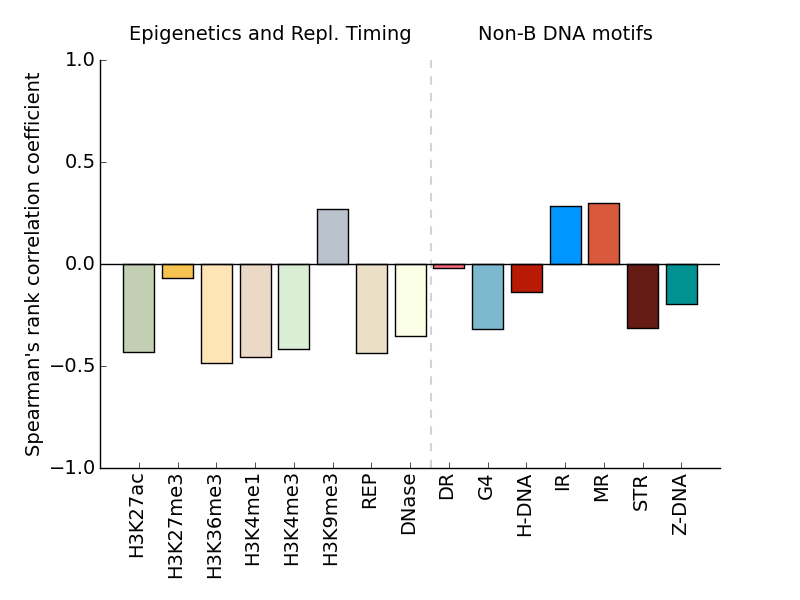 Epigenetics and Repl. Timing
Non-B DNA motifs
Spearman's rank correlation coefficient
1.0
0.5
0.0
−0.5
−1.0
H3K27ac
H3K27me3
H3K36me3
H3K4me1
H3K4me3
H3K9me3
REP
DNase
DR
G4
H-DNA
IR
MR
STR
Z-DNA